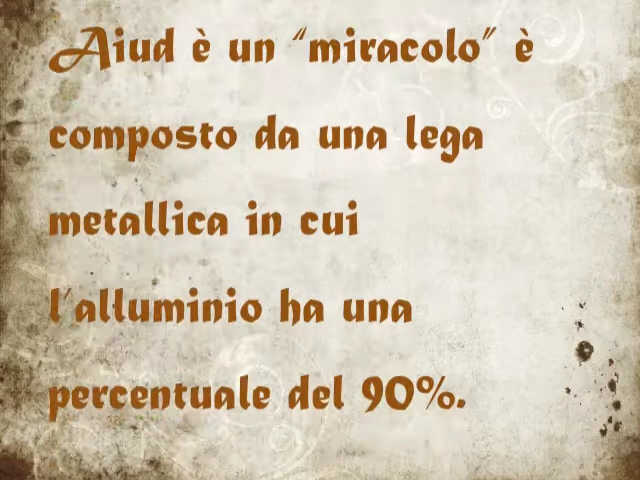 Aiud è un “miracolo” è
composto da una lega
metallica in cui
l'alluminio ha una
percentuale del 90%.